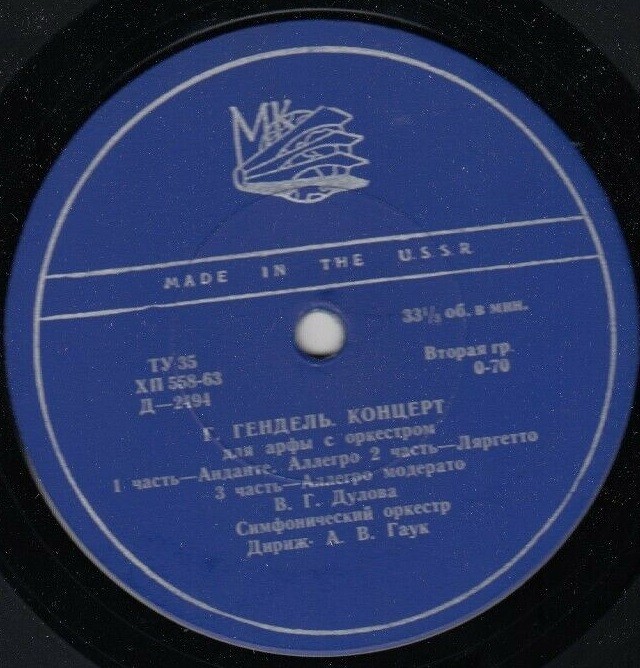 МК
MADE IN THE U.S.S.R
33⅓ об. в мин.
ТУ 35
ХП 558-63
Д—2494
Вторая гр.
0-70
Г. ГЕНДЕЛЬ. КОНЦЕРТ
для арфы с оркестром
1 часть—Анданте. Аллегро 2 часть—Ларгетто
3 часть—Аллегро модерато
В. Г. Дулова
Симфонический оркестр
Дириж. А. В. Гаук